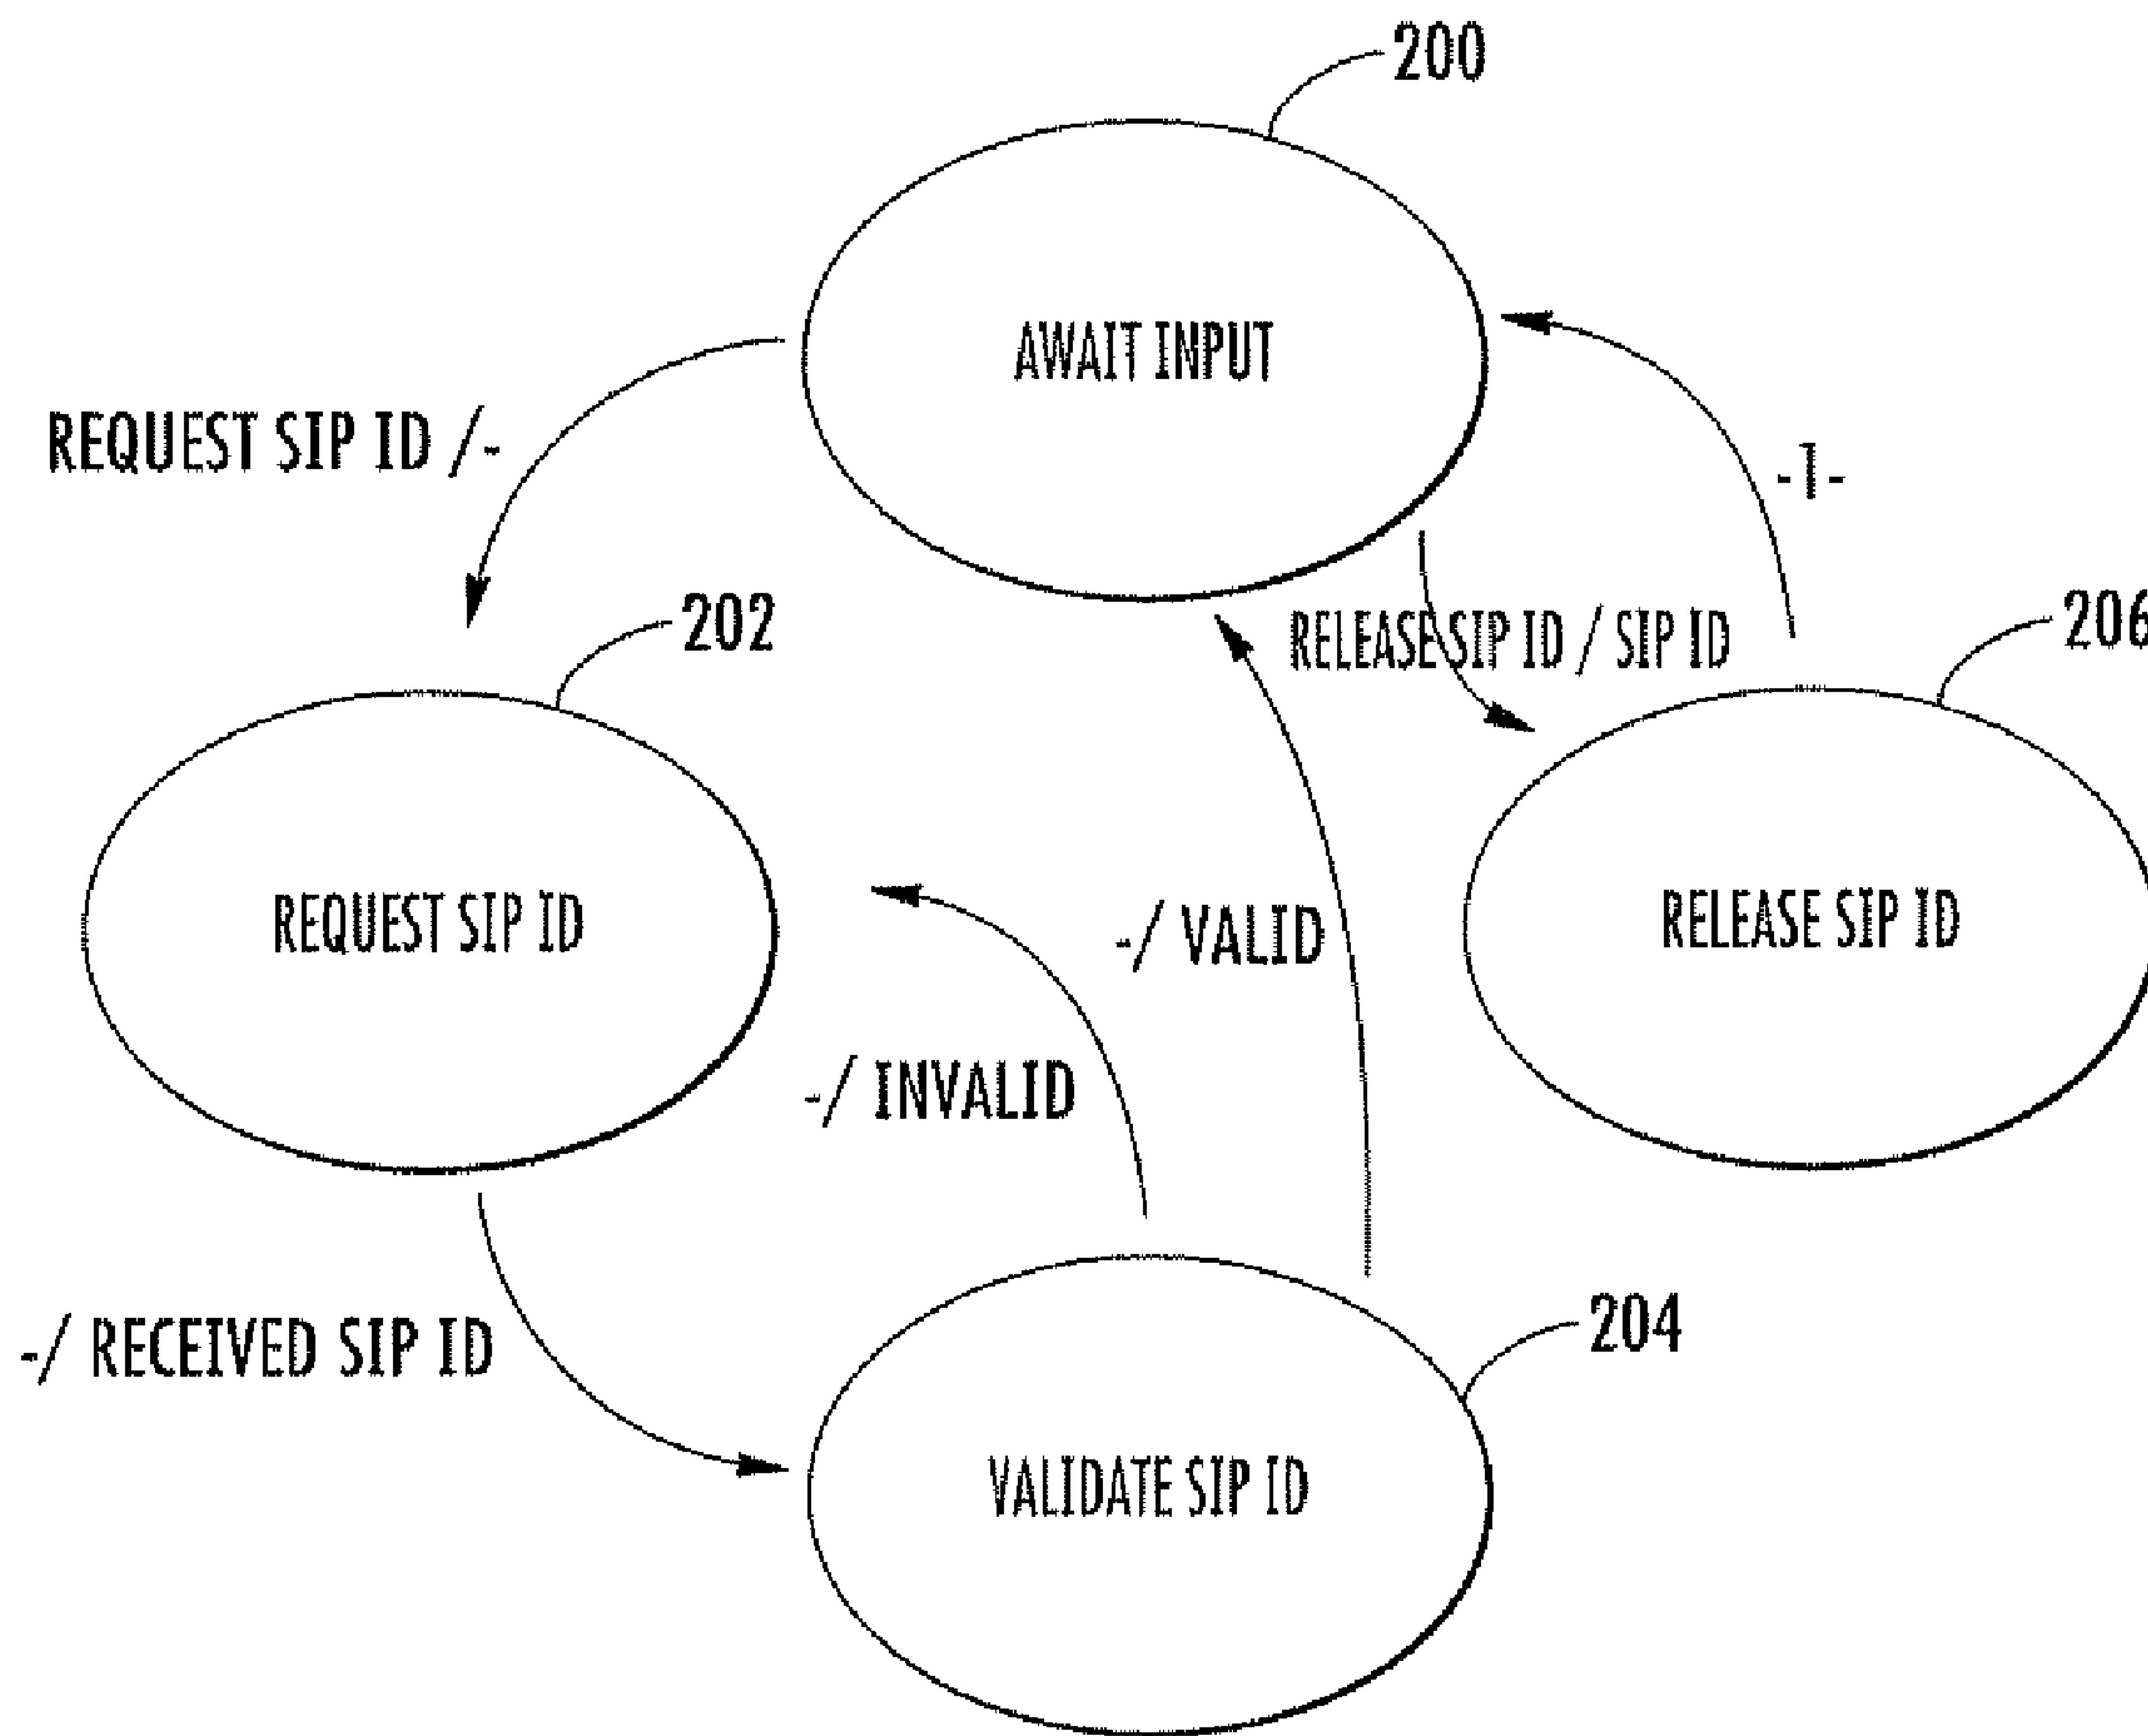 200
AWAIT INPUT
REQUEST SIP ID /-
-1-
202
RELEASE SIP ID / SIP ID
206
REQUEST SIP ID
-/ VALID
RELEASE SIP ID
-/ INVALID
-/ RECEIVED SIP ID
204
VALIDATE SIP ID